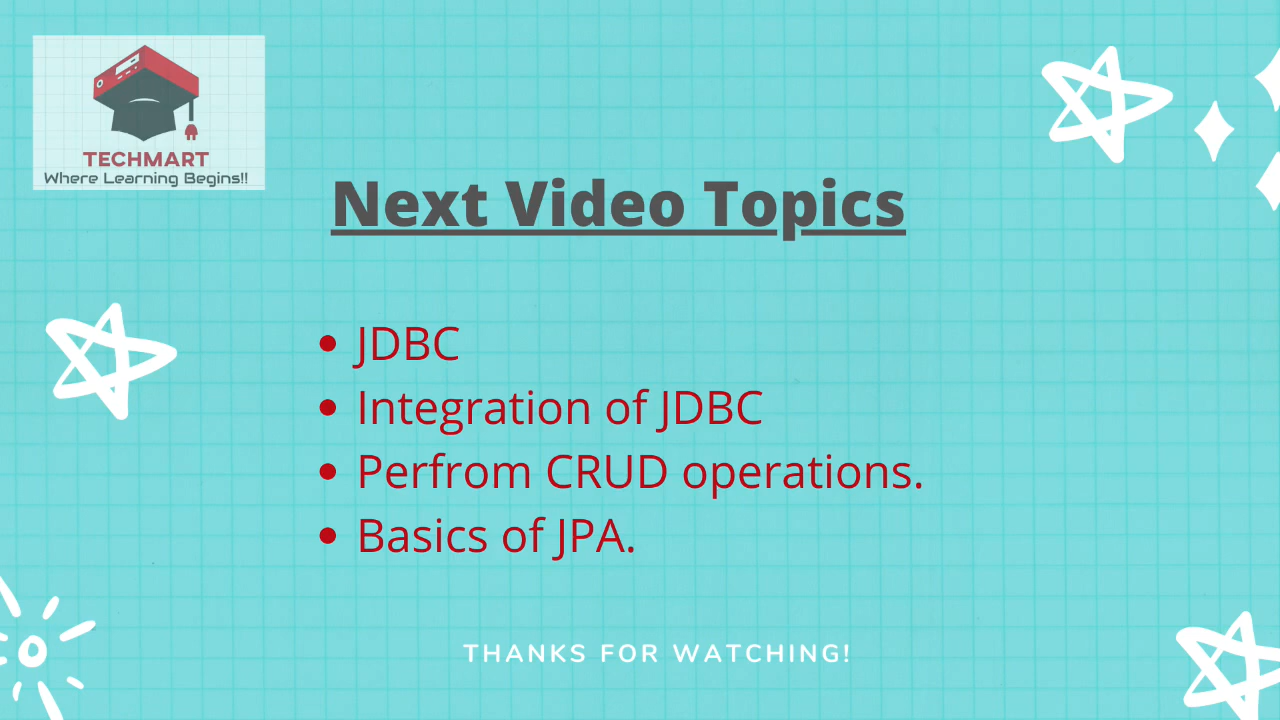 TECHMART
Where Learning Begins!!
Next Video Topics
• JDBC
• Integration of JDBC
• Perfrom CRUD operations.
• Basics of JPA.
THANKS FOR WATCHING!